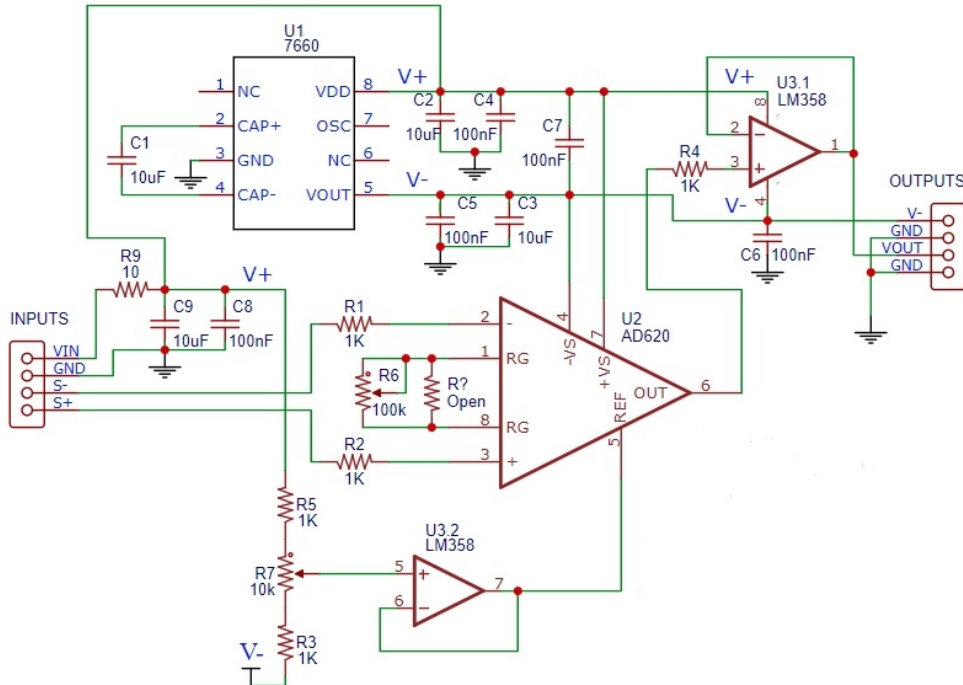 U1
7660
V+
1 NC VDD 8
2 CAP+ OSC 7
3 GND NC 6
4 CAP- VOUT 5
V-
C1
10uF
C2
10uF
C4
100nF
C7
100nF
C5
100nF
C3
10uF
V+
U3.1
LM358
8
2 −
3 +
1
4
R4
1K
V-
C6 100nF
OUTPUTS
V-
GND
VOUT
GND
R9
10
V+
C9
10uF
C8
100nF
INPUTS
VIN
GND
S-
S+
R1
1K
R6
100k
R?
Open
R2
1K
U2
AD620
2 -
1 RG
8 RG
3 +
4
-VS
7
+VS
OUT 6
REF
5
R5
1K
R7
10k
R3
1K
V-
U3.2
LM358
5 +
6 −
7